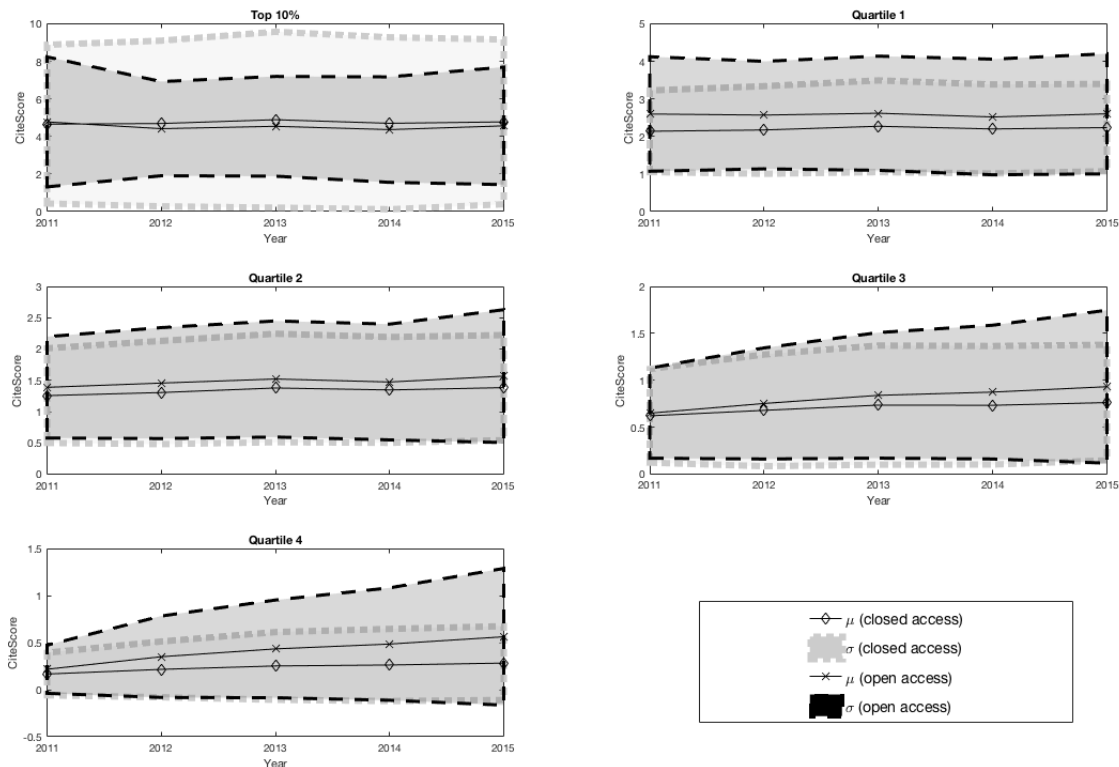 Top 10%
10
8
6
4
2
0
CiteScore
2011
2012
2013
2014
2015
Year
Quartile 1
5
4
3
2
1
0
CiteScore
2011
2012
2013
2014
2015
Year
Quartile 2
3
2.5
2
1.5
1
0.5
0
CiteScore
2011
2012
2013
2014
2015
Year
Quartile 3
2
1.5
1
0.5
0
CiteScore
2011
2012
2013
2014
2015
Year
Quartile 4
1.5
1
0.5
0
-0.5
CiteScore
2011
2012
2013
2014
2015
Year
μ (closed access)
σ (closed access)
μ (open access)
σ (open access)